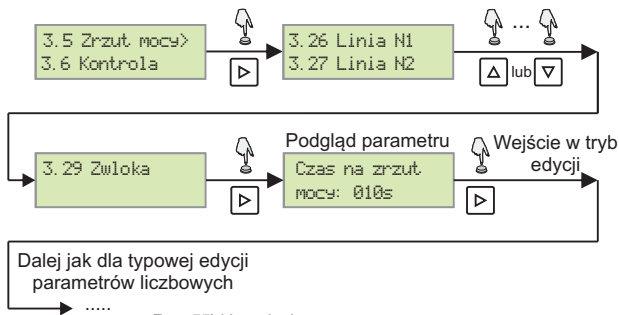 3.5 Zrzut mocy>
3.6 Kontrola
3.26 Linia N1
3.27 Linia N2
...
lub
3.29 Zwloka
Podgląd parametru
Czas na zrzut
mocy: 010s
Wejście w tryb
edycji
Dalej jak dla typowej edycji
parametrów liczbowych
.....